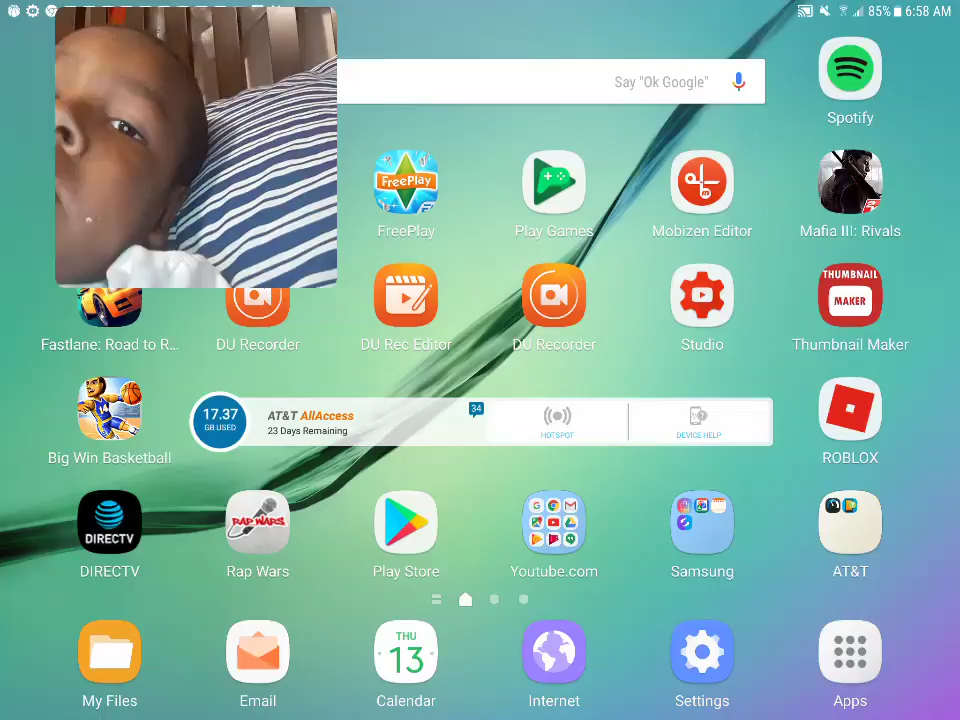 85% 6:58 AM
Say "Ok Google"
Spotify
FreePlay
FreePlay
Play Games
Mobizen Editor
Mafia III: Rivals
THUMBNAIL
MAKER
Fastlane: Road to R...
DU Recorder
DU Rec Editor
DU Recorder
Studio
Thumbnail Maker
17.37
GB USED
AT&T AllAccess
23 Days Remaining
34
HOTSPOT
DEVICE HELP
Big Win Basketball
ROBLOX
DIRECTV
RAP WARS
DIRECTV
Rap Wars
Play Store
Youtube.com
Samsung
AT&T
THU
13
My Files
Email
Calendar
Internet
Settings
Apps